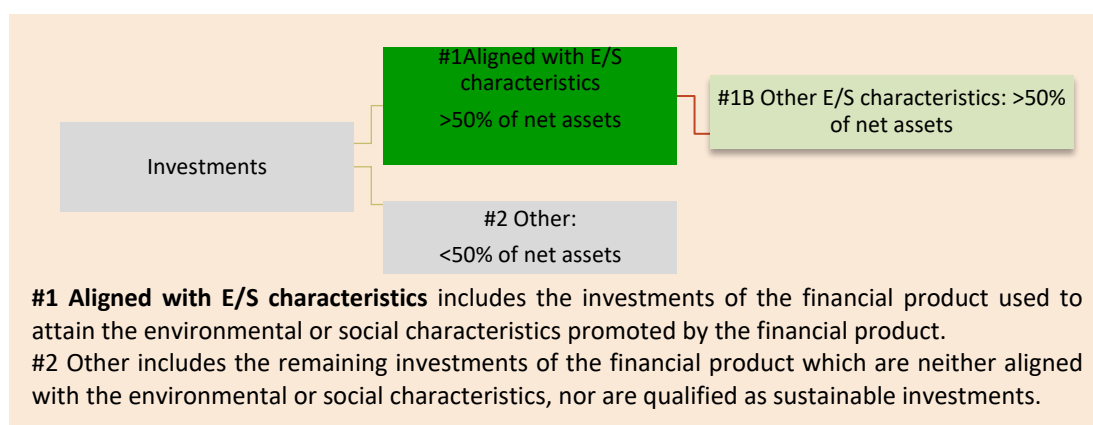 #1Aligned with E/S
characteristics
>50% of net assets
#1B Other E/S characteristics: >50%
of net assets
Investments
#2 Other:
<50% of net assets
#1 Aligned with E/S characteristics includes the investments of the financial product used to
attain the environmental or social characteristics promoted by the financial product.
#2 Other includes the remaining investments of the financial product which are neither aligned
with the environmental or social characteristics, nor are qualified as sustainable investments.